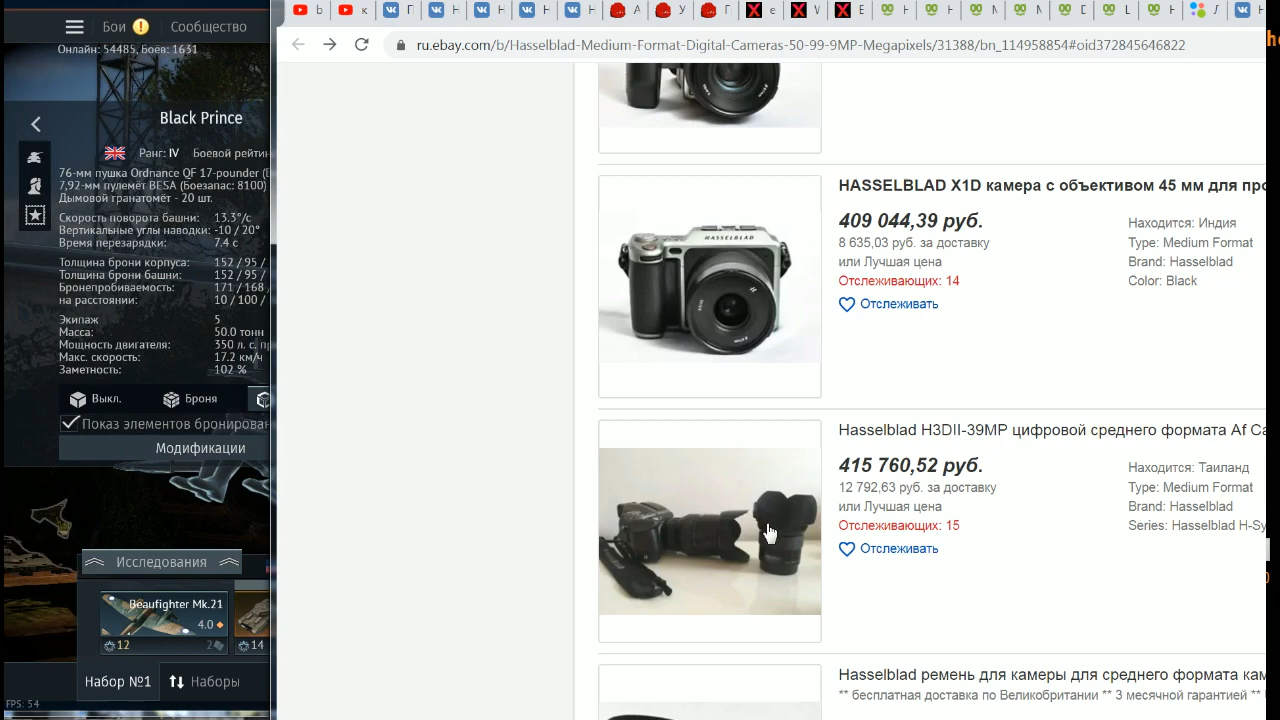 Бои
Сообщество
Онлайн: 54485, Боёв: 1631
Black Prince
Ранг: IV Боевой рейтин
76-мм пушка Ordnance QF 17-pounder (
7,92-мм пулемёт BESA (Боезапас: 8100)
Дымовой гранатомёт - 20 шт.
Скорость поворота башни: 13.3°/с
Вертикальные углы наводки: -10 / 20°
Время перезарядки: 7.4 с
Толщина брони корпуса: 152 / 95 /
Толщина брони башни: 152 / 95 /
Бронепробиваемость: 171 / 168 /
на расстоянии: 10 / 100 /
Экипаж 5
Масса: 50.0 тонн
Мощность двигателя: 350 л. с. п
Макс. скорость: 17.2 км/ч
Заметность: 102 %
Выкл.
Броня
Показ элементов бронирован
Модификации
Исследования
Beaufighter Mk.21
4.0
12
2
14
Набор №1
Наборы
FPS: 54
ru.ebay.com/b/Hasselblad-Medium-Format-Digital-Cameras-50-99-9MP-Megapixels/31388/bn_114958854#oid372845646822
HASSELBLAD
HASSELBLAD X1D камера с объективом 45 мм для про
409 044,39 руб.
8 635,03 руб. за доставку
или Лучшая цена
Отслеживающих: 14
Отслеживать
Находится: Индия
Type: Medium Format
Brand: Hasselblad
Color: Black
Hasselblad H3DII-39MP цифровой среднего формата Af Ca
415 760,52 руб.
12 792,63 руб. за доставку
или Лучшая цена
Отслеживающих: 15
Отслеживать
Находится: Таиланд
Type: Medium Format
Brand: Hasselblad
Series: Hasselblad H-Sy
Hasselblad ремень для камеры для среднего формата кам
** бесплатная доставка по Великобритании ** 3 месячной гарантией **